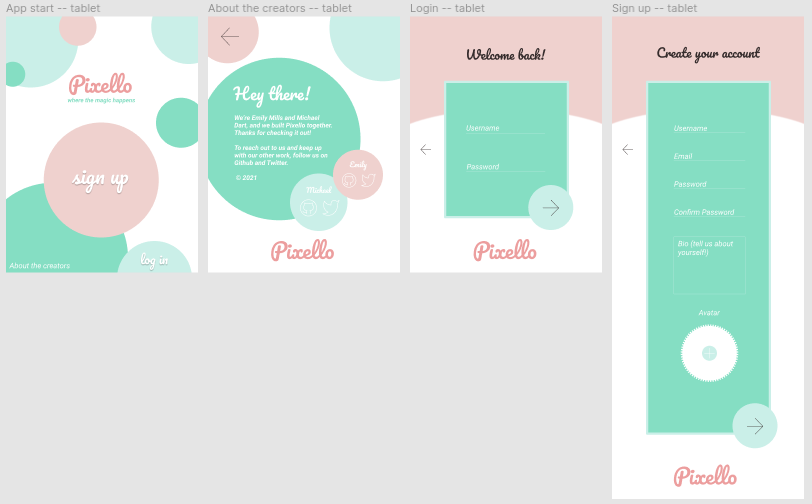 App start -- tablet
Pixello
where the magic happens
sign up
About the creators
log in
About the creators -- tablet
Hey there!
We're Emily Mills and Michael
Dart, and we built Pixello together.
Thanks for checking it out!
To reach out to us and keep up
with our other work, follow us on
Github and Twitter.
© 2021
Emily
Michael
Pixello
Login -- tablet
Welcome back!
Username
Password
Pixello
Sign up -- tablet
Create your account
Username
Email
Password
Confirm Password
Bio (tell us about
yourself!)
Avatar
Pixello